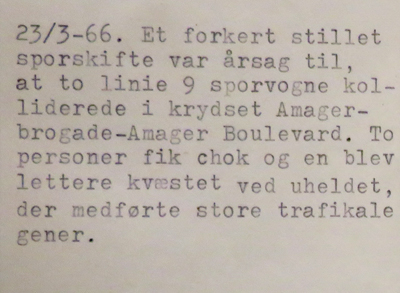 23/3-66. Et forkert stillet
sporskifte var årsag til,
at to linie 9 sporvogne kol-
liderede i krydset Amager-
brogade-Amager Boulevard. To
personer fik chok og en blev
lettere kvæstet ved uheldet,
der medførte store trafikale
gener.